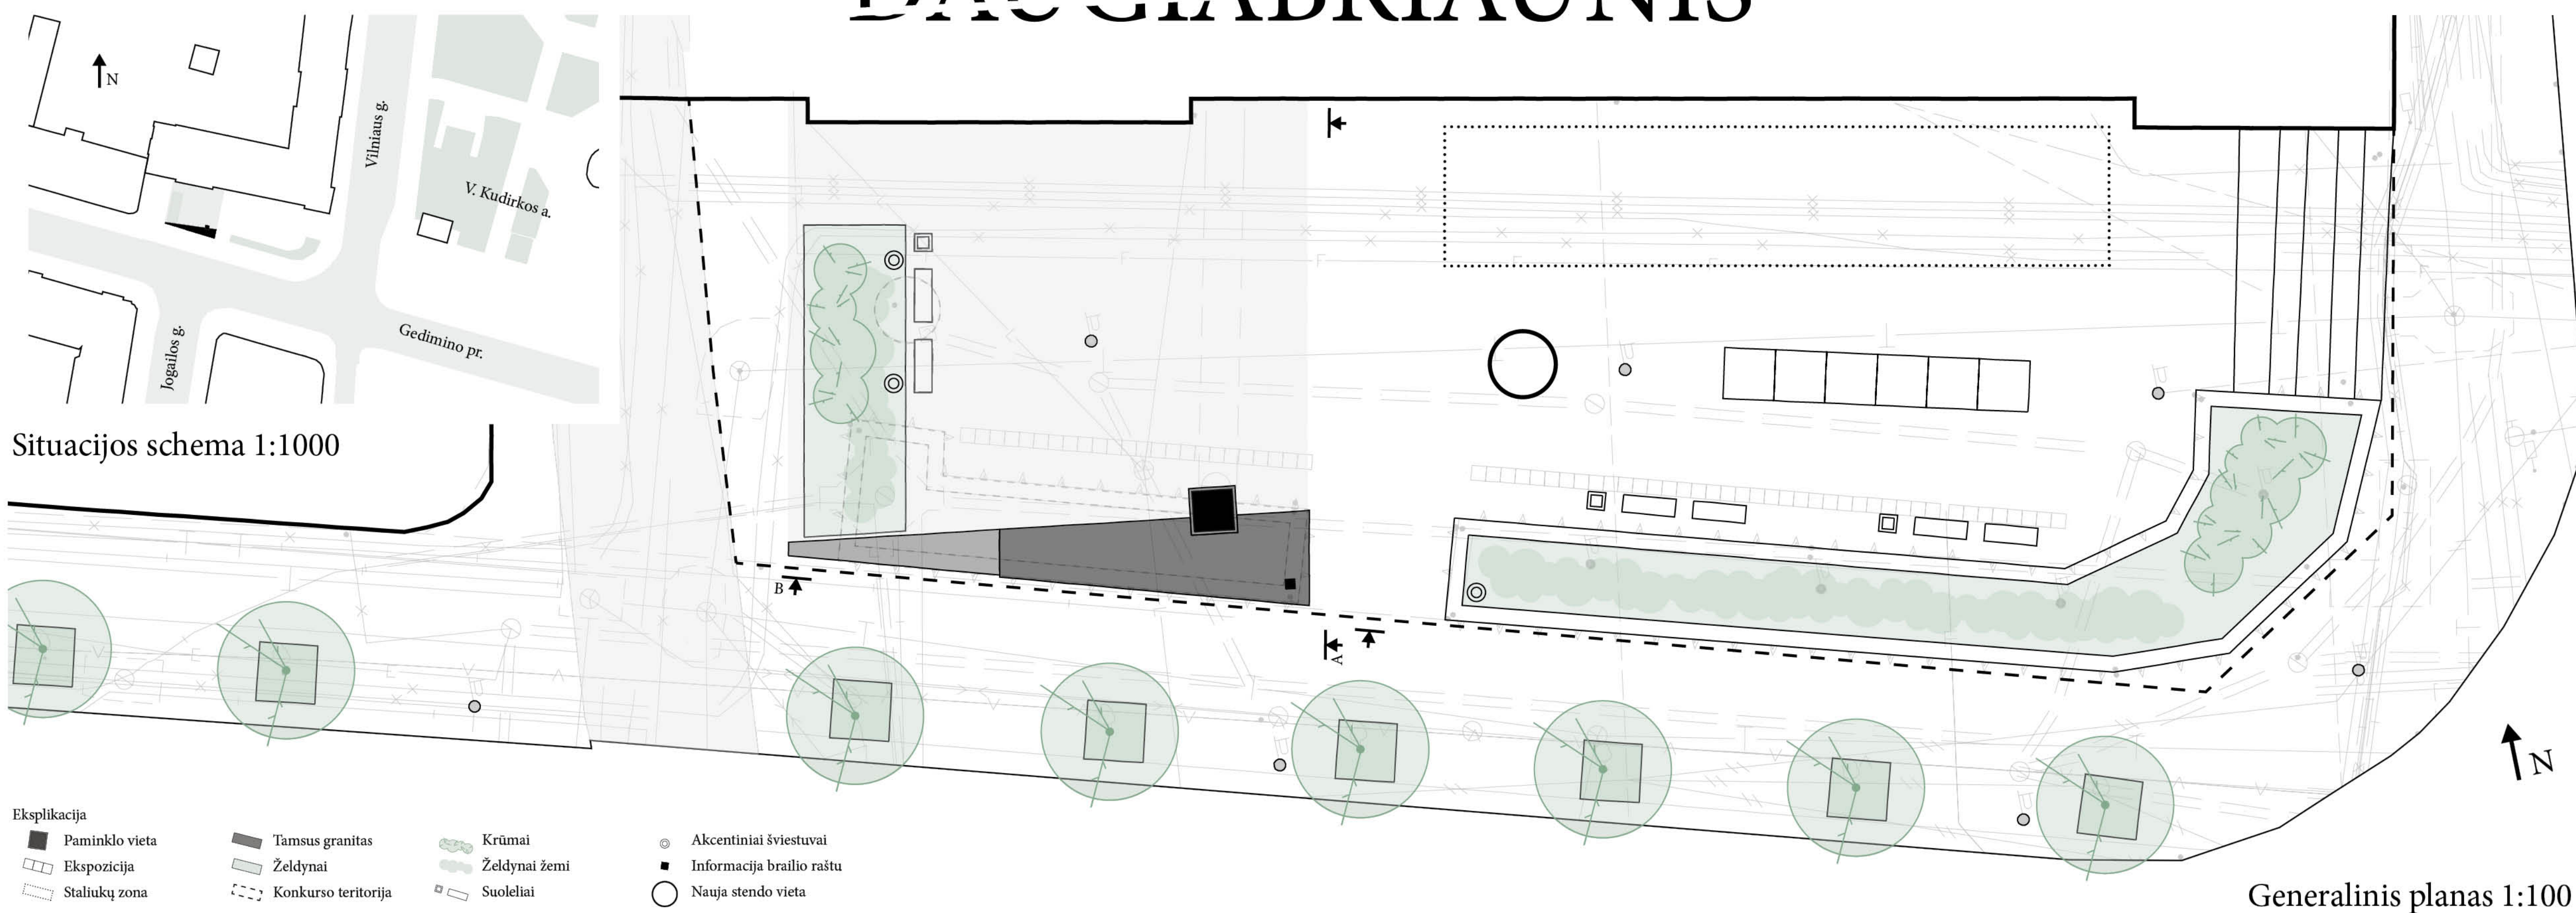 DAUGIABRIAUNIS
N
Vilniaus g.
V. Kudirkos a.
Gedimino pr.
Jogailos g.
Situacijos schema 1:1000
B
A
N
Eksplikacija
Paminklo vieta
Ekspozicija
Staliukų zona
Tamsus granitas
Želdynai
Konkurso teritorija
Krūmai
Želdynai žemi
Suoleliai
Akcentiniai šviestuvai
Informacija brailio raštu
Nauja stendo vieta
Generalinis planas 1:100